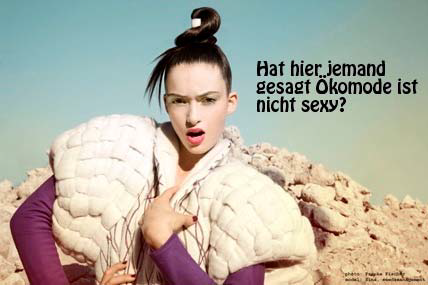 Hat hier jemand
gesagt Ökomode ist
nicht sexy?